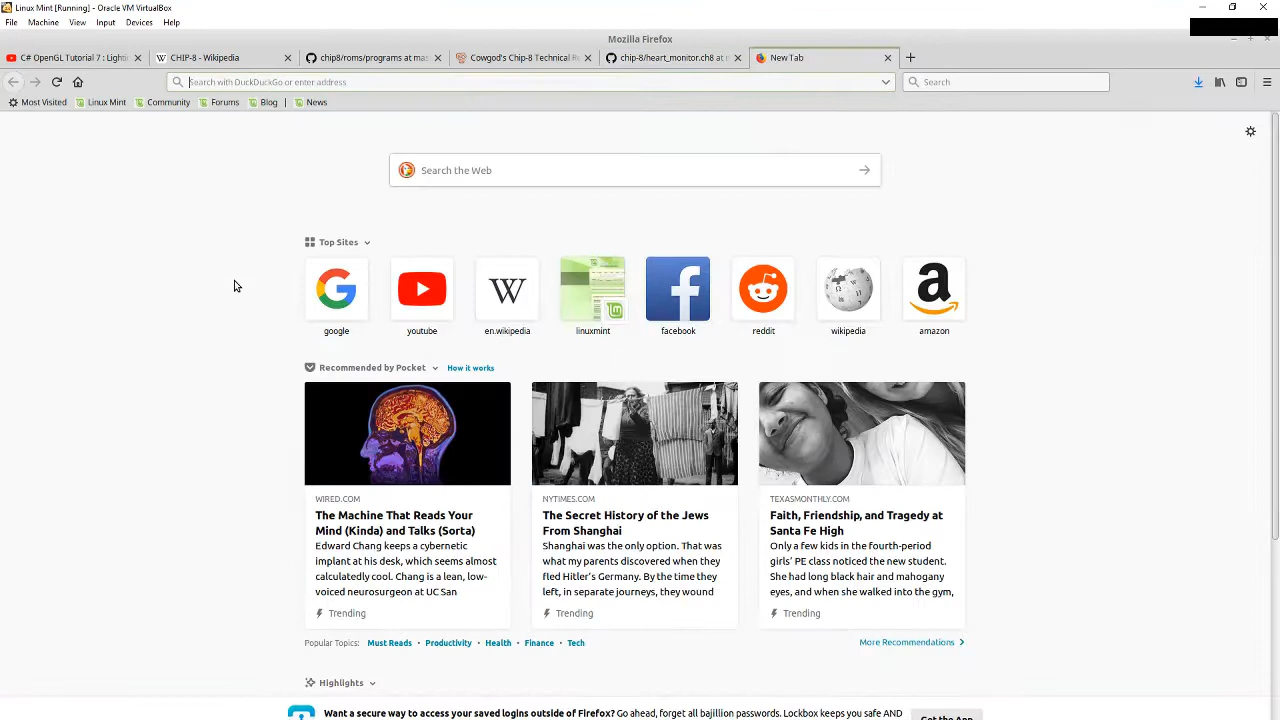 Linux Mint [Running] - Oracle VM VirtualBox
File Machine View Input Devices Help
Mozilla Firefox
C# OpenGL Tutorial 7 : Lighti
CHIP-8 - Wikipedia
chip8/roms/programs at mas
Cowgod's Chip-8 Technical R
chip-8/heart_monitor.ch8 at
New Tab
Search with DuckDuckGo or enter address
Search
Most Visited Linux Mint Community Forums Blog News
Search the Web
Top Sites
google youtube en.wikipedia linuxmint facebook reddit wikipedia amazon
Recommended by Pocket How it works
WIRED.COM
The Machine That Reads Your
Mind (Kinda) and Talks (Sorta)
Edward Chang keeps a cybernetic
implant at his desk, which seems almost
calculatedly cool. Chang is a lean, low-
voiced neurosurgeon at UC San
Trending
NYTIMES.COM
The Secret History of the Jews
From Shanghai
Shanghai was the only option. That was
what my parents discovered when they
fled Hitler's Germany. By the time they
left, in separate journeys, they would
Trending
TEXASMONTHLY.COM
Faith, Friendship, and Tragedy at
Santa Fe High
Only a few kids in the fourth-period
girls' PE class noticed the new student.
She had long black hair and mahogany
eyes, and when she walked into the gym,
Trending
Popular Topics: Must Reads • Productivity • Health • Finance • Tech
More Recommendations
Highlights
Want a secure way to access your saved logins outside of Firefox? Go ahead, forget all bajillion passwords. Lockbox keeps you safe AND
Get the App